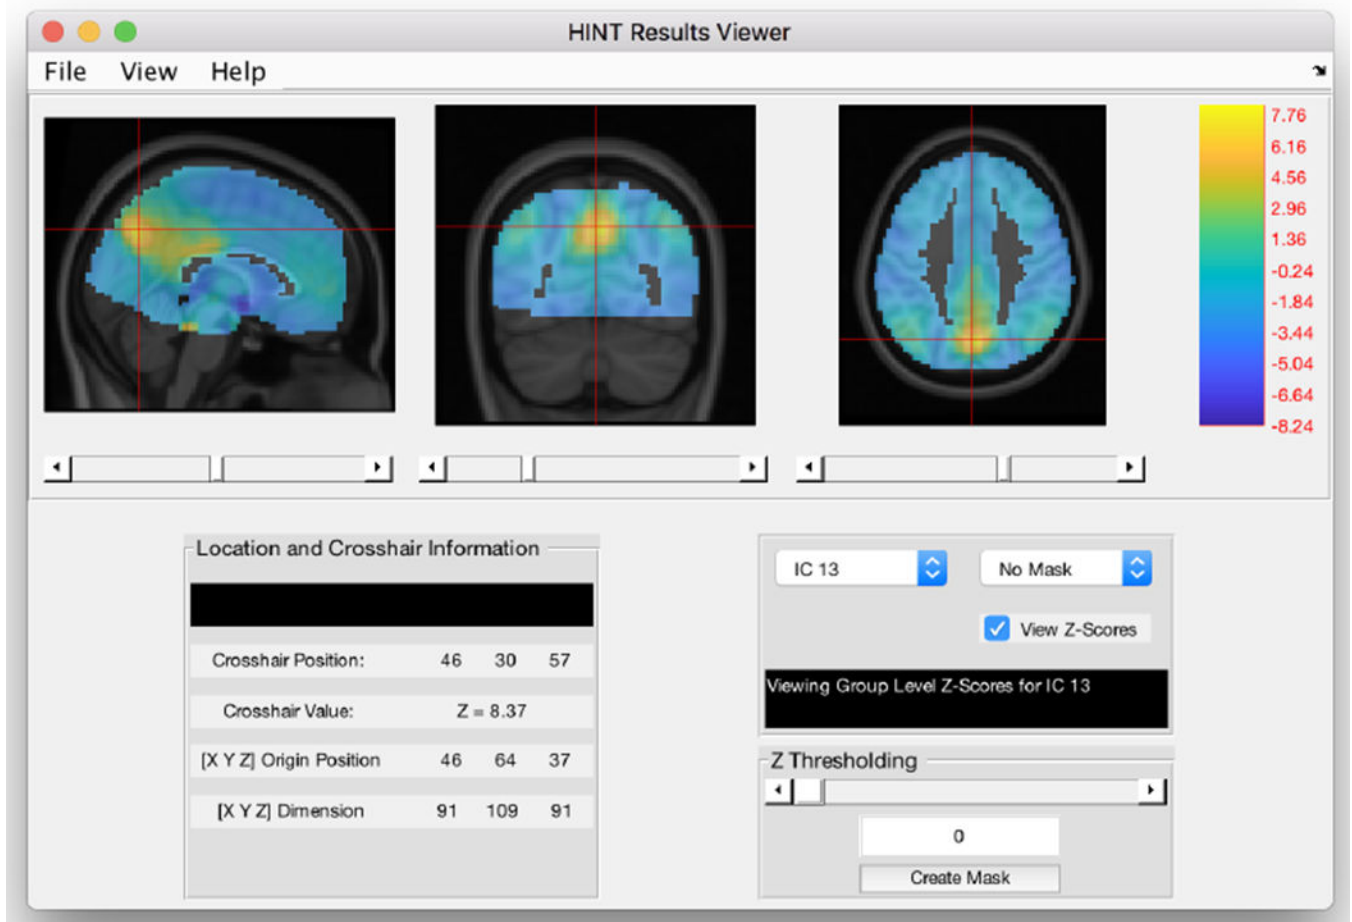 HINT Results Viewer
File View Help
7.76
6.16
4.56
2.96
1.36
-0.24
-1.84
-3.44
-5.04
-6.64
-8.24
Location and Crosshair Information
Crosshair Position: 46 30 57
Crosshair Value: Z = 8.37
[X Y Z] Origin Position 46 64 37
[X Y Z] Dimension 91 109 91
IC 13 No Mask
View Z-Scores
Viewing Group Level Z-Scores for IC 13
Z Thresholding
0
Create Mask